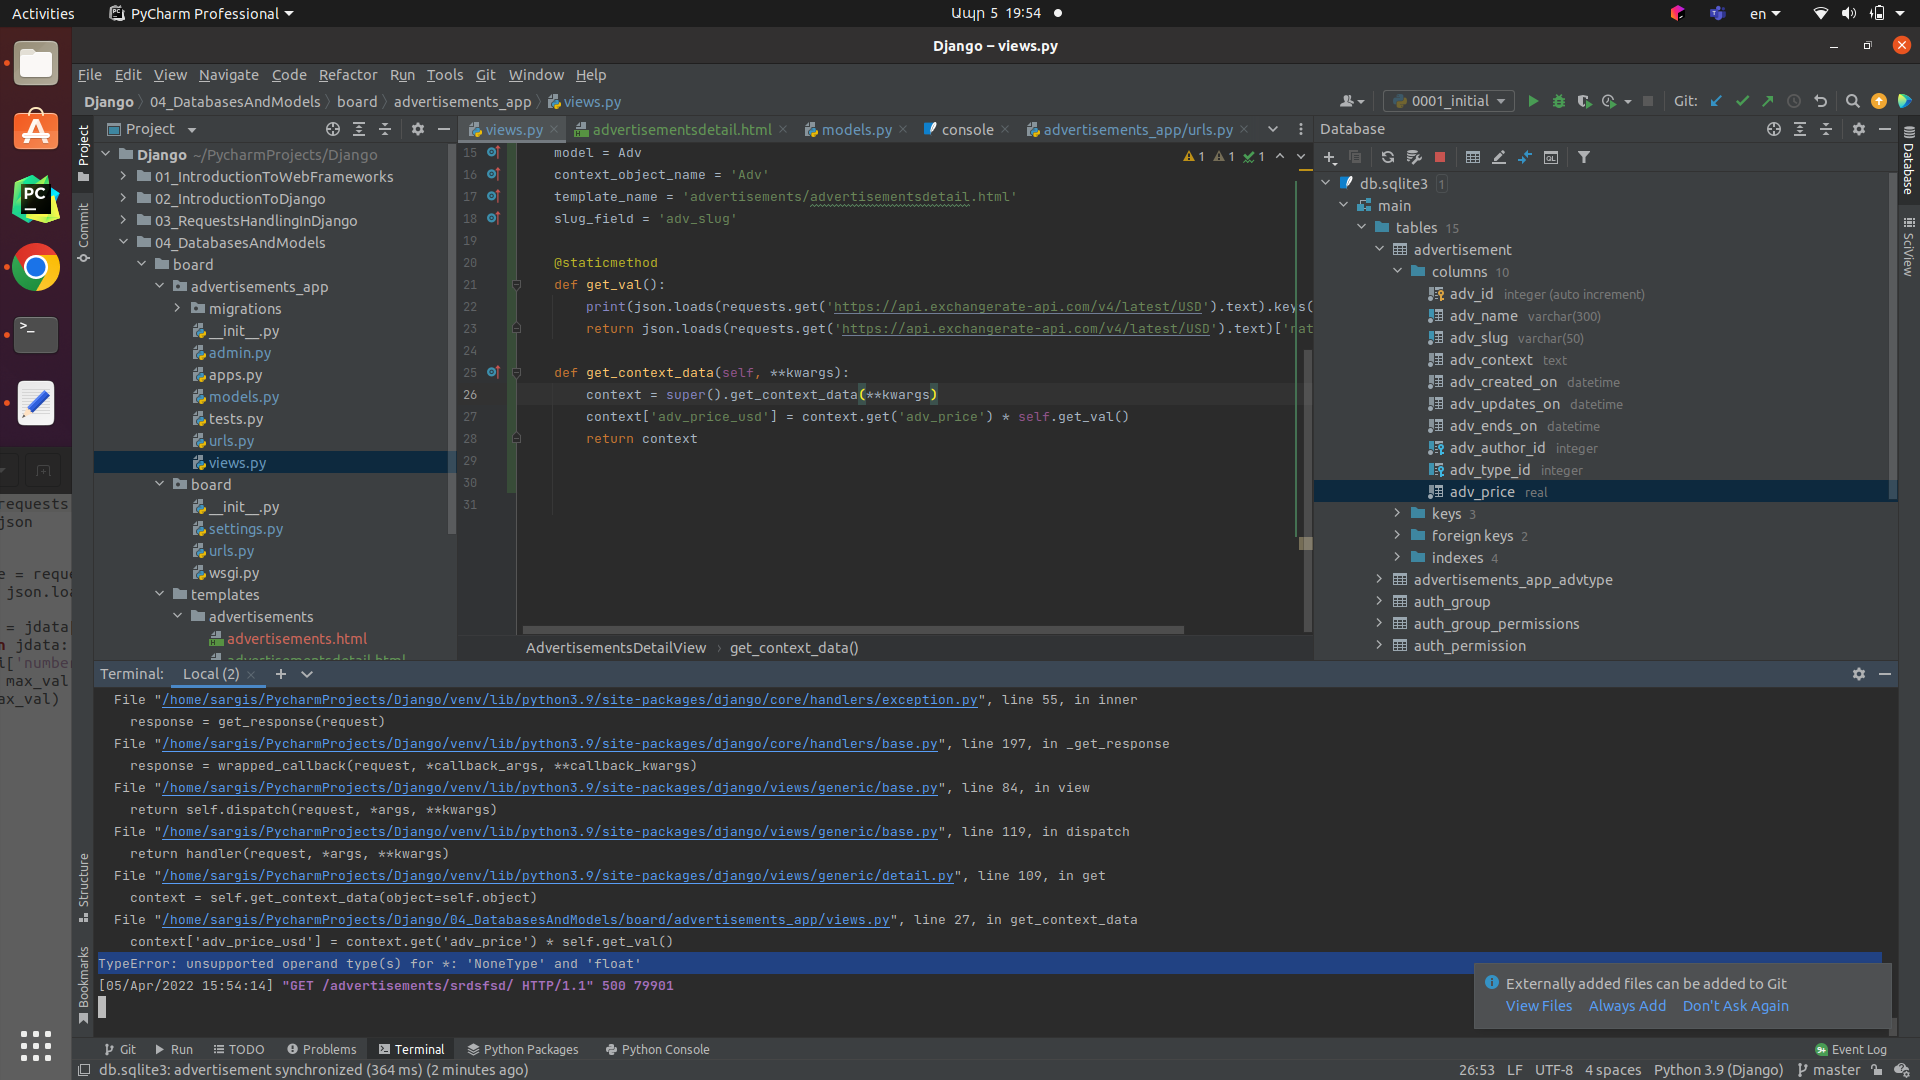 Activities
PyCharm Professional
Ապր 5 19:54
en
Django – views.py
File Edit View Navigate Code Refactor Run Tools Git Window Help
Django 04_DatabasesAndModels board advertisements_app views.py
0001_initial
Git:
Project
Commit
Structure
Bookmarks
Project
Django ~/PycharmProjects/Django
01_IntroductionToWebFrameworks
02_IntroductionToDjango
03_RequestsHandlingInDjango
04_DatabasesAndModels
board
advertisements_app
migrations
__init__.py
admin.py
apps.py
models.py
tests.py
urls.py
views.py
board
__init__.py
settings.py
urls.py
wsgi.py
templates
advertisements
advertisements.html
advertisementsdetail.html
requests
json
e = reque
json.loa
= jdata[
n jdata:
i['number
max_val
ax_val)
views.py advertisementsdetail.html models.py console advertisements_app/urls.py
1 1 1
15 model = Adv
16 context_object_name = 'Adv'
17 template_name = 'advertisements/advertisementsdetail.html'
18 slug_field = 'adv_slug'
19
20 @staticmethod
21 def get_val():
22 print(json.loads(requests.get('https://api.exchangerate-api.com/v4/latest/USD').text).keys(
23 return json.loads(requests.get('https://api.exchangerate-api.com/v4/latest/USD').text)['rat
24
25 def get_context_data(self, **kwargs):
26 context = super().get_context_data(**kwargs)
27 context['adv_price_usd'] = context.get('adv_price') * self.get_val()
28 return context
29
30
31
AdvertisementsDetailView › get_context_data()
Database
db.sqlite3 1
main
tables 15
advertisement
columns 10
adv_id integer (auto increment)
adv_name varchar(300)
adv_slug varchar(50)
adv_context text
adv_created_on datetime
adv_updates_on datetime
adv_ends_on datetime
adv_author_id integer
adv_type_id integer
adv_price real
keys 3
foreign keys 2
indexes 4
advertisements_app_advtype
auth_group
auth_group_permissions
auth_permission
Database
SciView
Terminal: Local (2)
File "/home/sargis/PycharmProjects/Django/venv/lib/python3.9/site-packages/django/core/handlers/exception.py", line 55, in inner
response = get_response(request)
File "/home/sargis/PycharmProjects/Django/venv/lib/python3.9/site-packages/django/core/handlers/base.py", line 197, in _get_response
response = wrapped_callback(request, *callback_args, **callback_kwargs)
File "/home/sargis/PycharmProjects/Django/venv/lib/python3.9/site-packages/django/views/generic/base.py", line 84, in view
return self.dispatch(request, *args, **kwargs)
File "/home/sargis/PycharmProjects/Django/venv/lib/python3.9/site-packages/django/views/generic/base.py", line 119, in dispatch
return handler(request, *args, **kwargs)
File "/home/sargis/PycharmProjects/Django/venv/lib/python3.9/site-packages/django/views/generic/detail.py", line 109, in get
context = self.get_context_data(object=self.object)
File "/home/sargis/PycharmProjects/Django/04_DatabasesAndModels/board/advertisements_app/views.py", line 27, in get_context_data
context['adv_price_usd'] = context.get('adv_price') * self.get_val()
TypeError: unsupported operand type(s) for *: 'NoneType' and 'float'
[05/Apr/2022 15:54:14] "GET /advertisements/srdsfsd/ HTTP/1.1" 500 79901
Externally added files can be added to Git
View Files Always Add Don't Ask Again
Git Run TODO Problems Terminal Python Packages Python Console
Event Log
db.sqlite3: advertisement synchronized (364 ms) (2 minutes ago)
26:53 LF UTF-8 4 spaces Python 3.9 (Django) master